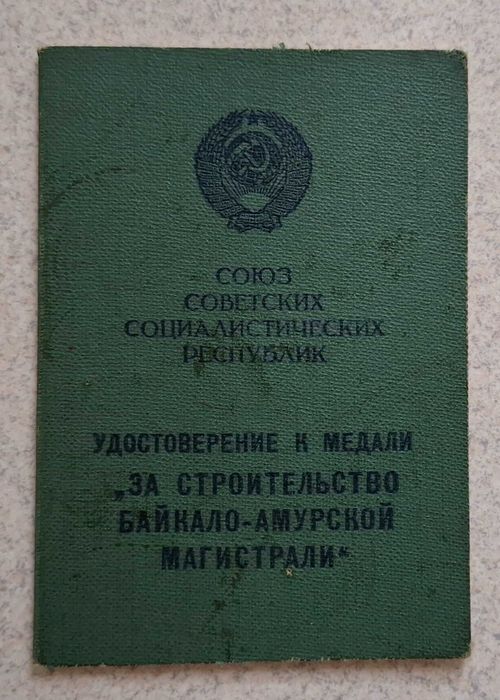 СОЮЗ
СОВЕТСКИХ
СОЦИАЛИСТИЧЕСКИХ
РЕСПУБЛИК
УДОСТОВЕРЕНИЕ К МЕДАЛИ
„ЗА СТРОИТЕЛЬСТВО
БАЙКАЛО-АМУРСКОЙ
МАГИСТРАЛИ“